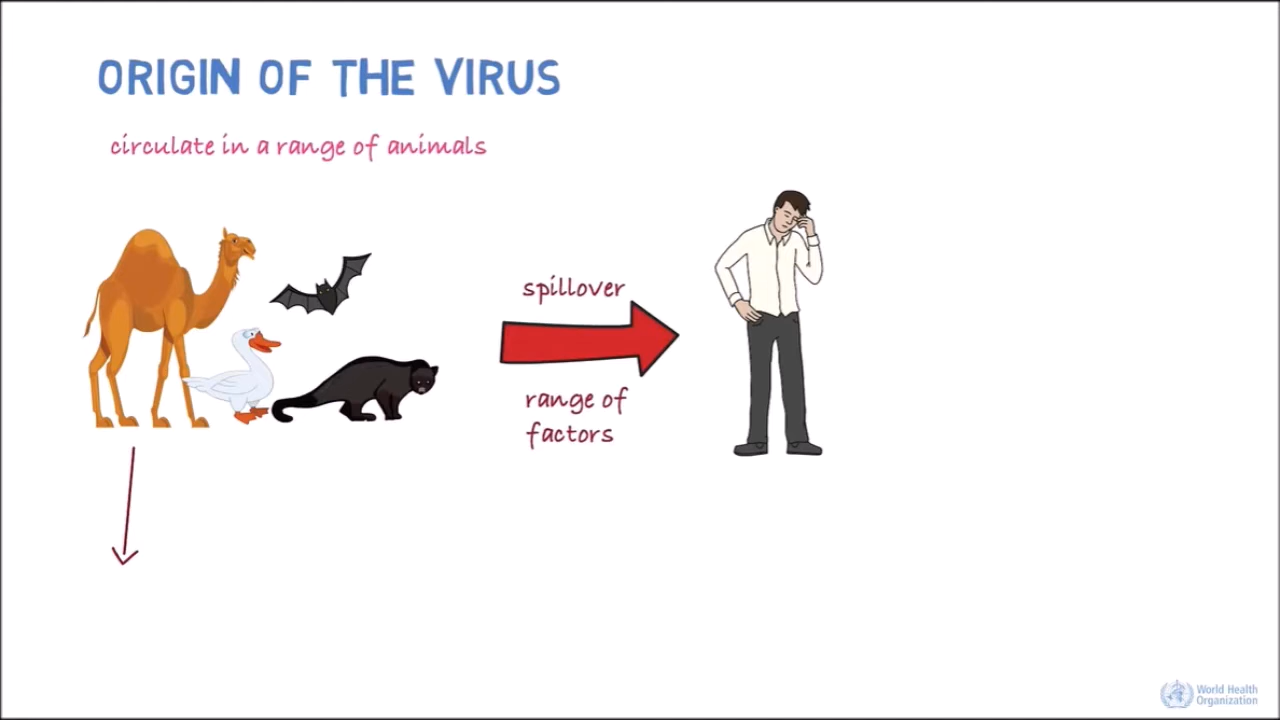 ORIGIN OF THE VIRUS
circulate in a range of animals
spillover
range of
factors
World Health
Organization